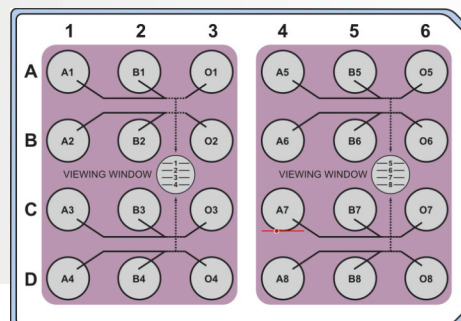 1 2 3 4 5 6
A A1 B1 O1 A5 B5 O5
B A2 B2 O2 A6 B6 O6
VIEWING WINDOW 1 VIEWING WINDOW 5
2 6
3 7
4 8
C A3 B3 O3 A7 B7 O7
D A4 B4 O4 A8 B8 O8